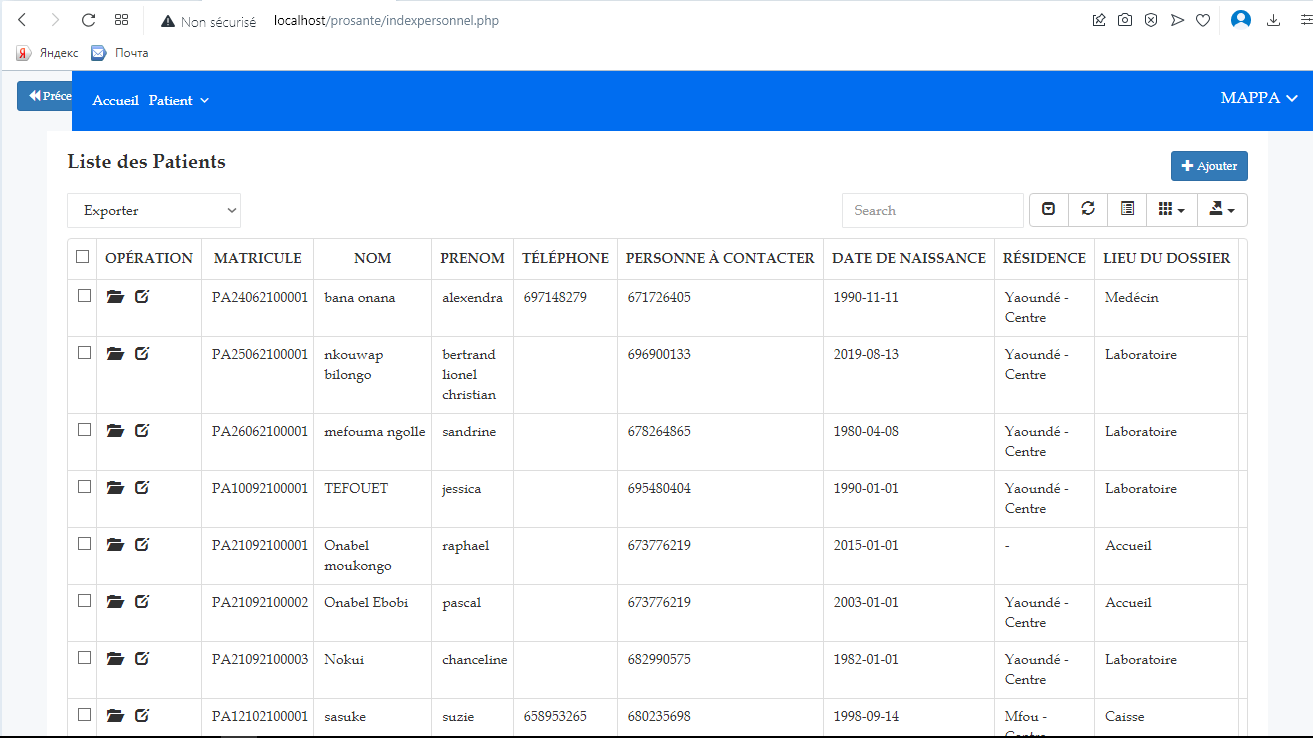 Non sécurisé localhost/prosante/indexpersonnel.php
Я Яндекс Почта
Préce Accueil Patient MAPPA
Liste des Patients
Ajouter
Exporter Search
OPÉRATION MATRICULE NOM PRENOM TÉLÉPHONE PERSONNE À CONTACTER DATE DE NAISSANCE RÉSIDENCE LIEU DU DOSSIER
PA24062100001 bana onana alexendra 697148279 671726405 1990-11-11 Yaoundé - Medécin
Centre
PA25062100001 nkouwap bertrand 696900133 2019-08-13 Yaoundé - Laboratoire
bilongo lionel Centre
christian
PA26062100001 mefouma ngolle sandrine 678264865 1980-04-08 Yaoundé - Laboratoire
Centre
PA10092100001 TEFOUET jessica 695480404 1990-01-01 Yaoundé - Laboratoire
Centre
PA21092100001 Onabel raphael 673776219 2015-01-01 - Accueil
moukongo
PA21092100002 Onabel Ebobi pascal 673776219 2003-01-01 Yaoundé - Accueil
Centre
PA21092100003 Nokui chanceline 682990575 1982-01-01 Yaoundé - Laboratoire
Centre
PA12102100001 sasuke suzie 658953265 680235698 1998-09-14 Mfou - Caisse
Centre